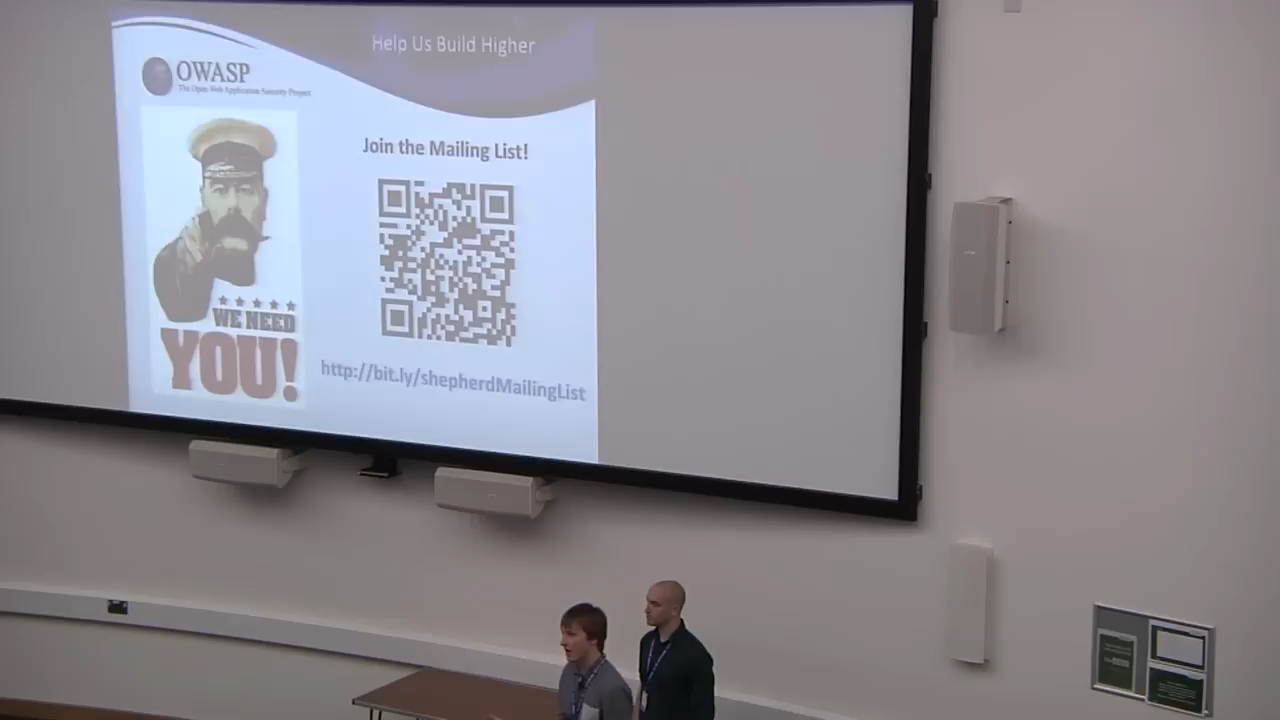 Help Us Build Higher
OWASP
The Open Web Application Security Project
Join the Mailing List!
WE NEED
YOU!
http://bit.ly/shepherdMailingList